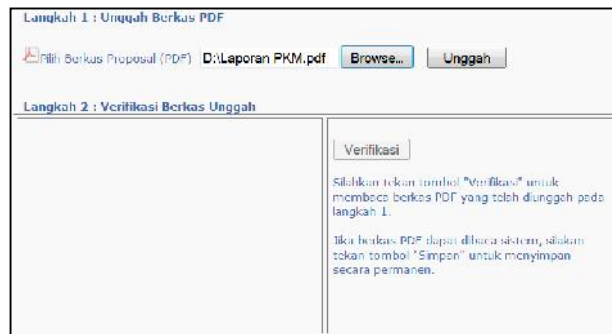 Langkah 1 : Unggah Berkas PDF
Pilih Berkas Proposal (PDF) D:\Laporan PKM.pdf Browse... Unggah
Langkah 2 : Verifikasi Berkas Unggah
Verifikasi
Silahkan tekan tombol "Verifikasi" untuk
membaca berkas PDF yang telah diunggah pada
langkah 1.
Jika berkas PDF dapat dibaca sistem, silakan
tekan tombol "Simpan" untuk menyimpan
secara permanen.